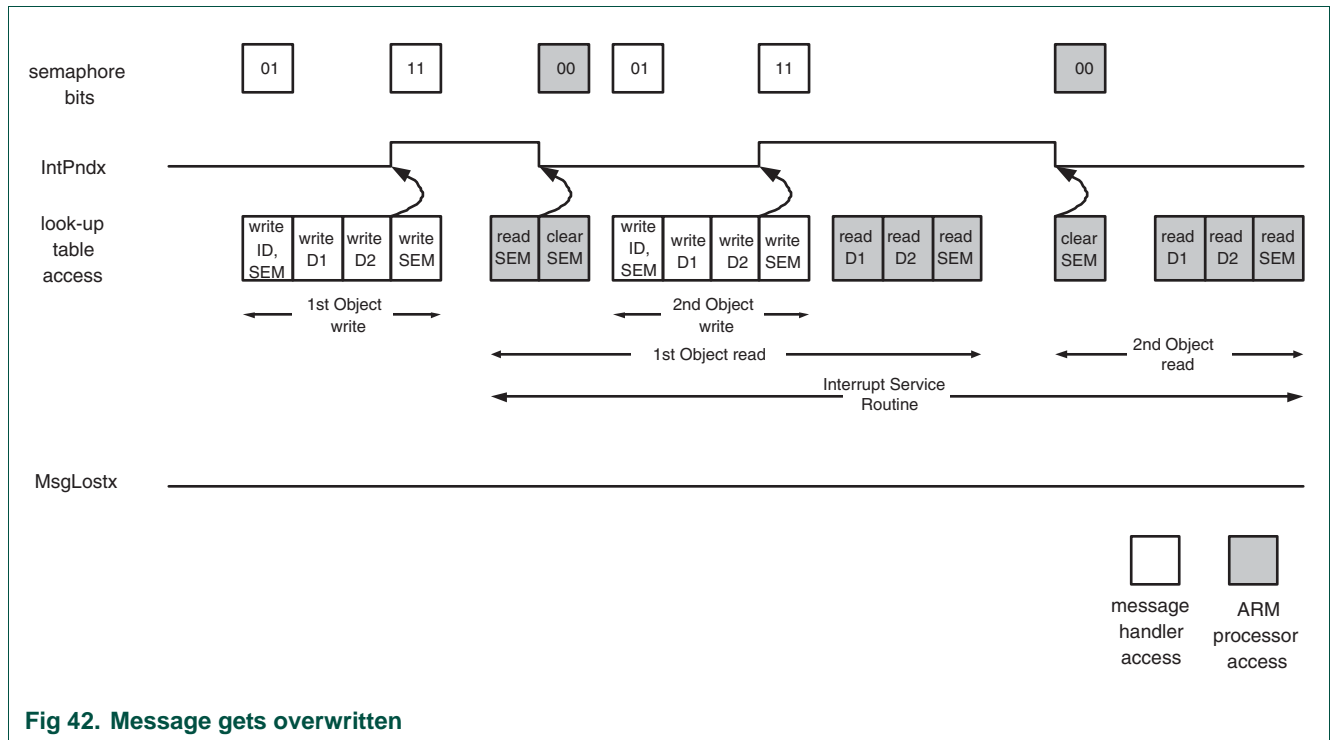 01
11
00
01
11
00
semaphore
bits
IntPndx
look-up
table
access
write
ID,
SEM
write
D1
write
D2
write
SEM
read
SEM
clear
SEM
write
ID,
SEM
write
D1
write
D2
write
SEM
read
D1
read
D2
read
SEM
clear
SEM
read
D1
read
D2
read
SEM
1st Object
write
2nd Object
write
1st Object read
2nd Object
read
Interrupt Service
Routine
MsgLostx
message
handler
access
ARM
processor
access
Fig 42. Message gets overwritten